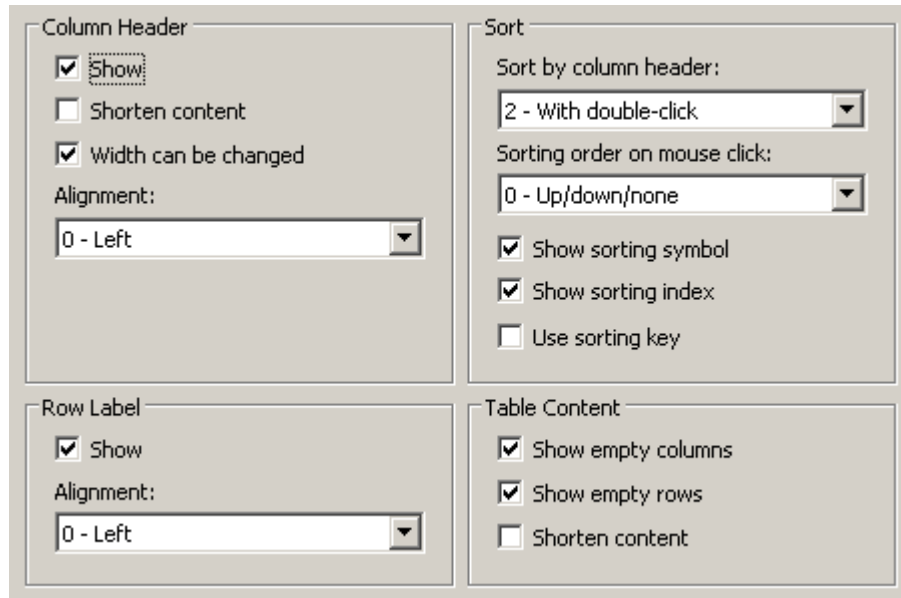 Column Header
Show
Shorten content
Width can be changed
Alignment:
0 - Left
Sort
Sort by column header:
2 - With double-click
Sorting order on mouse click:
0 - Up/down/none
Show sorting symbol
Show sorting index
Use sorting key
Row Label
Show
Alignment:
0 - Left
Table Content
Show empty columns
Show empty rows
Shorten content